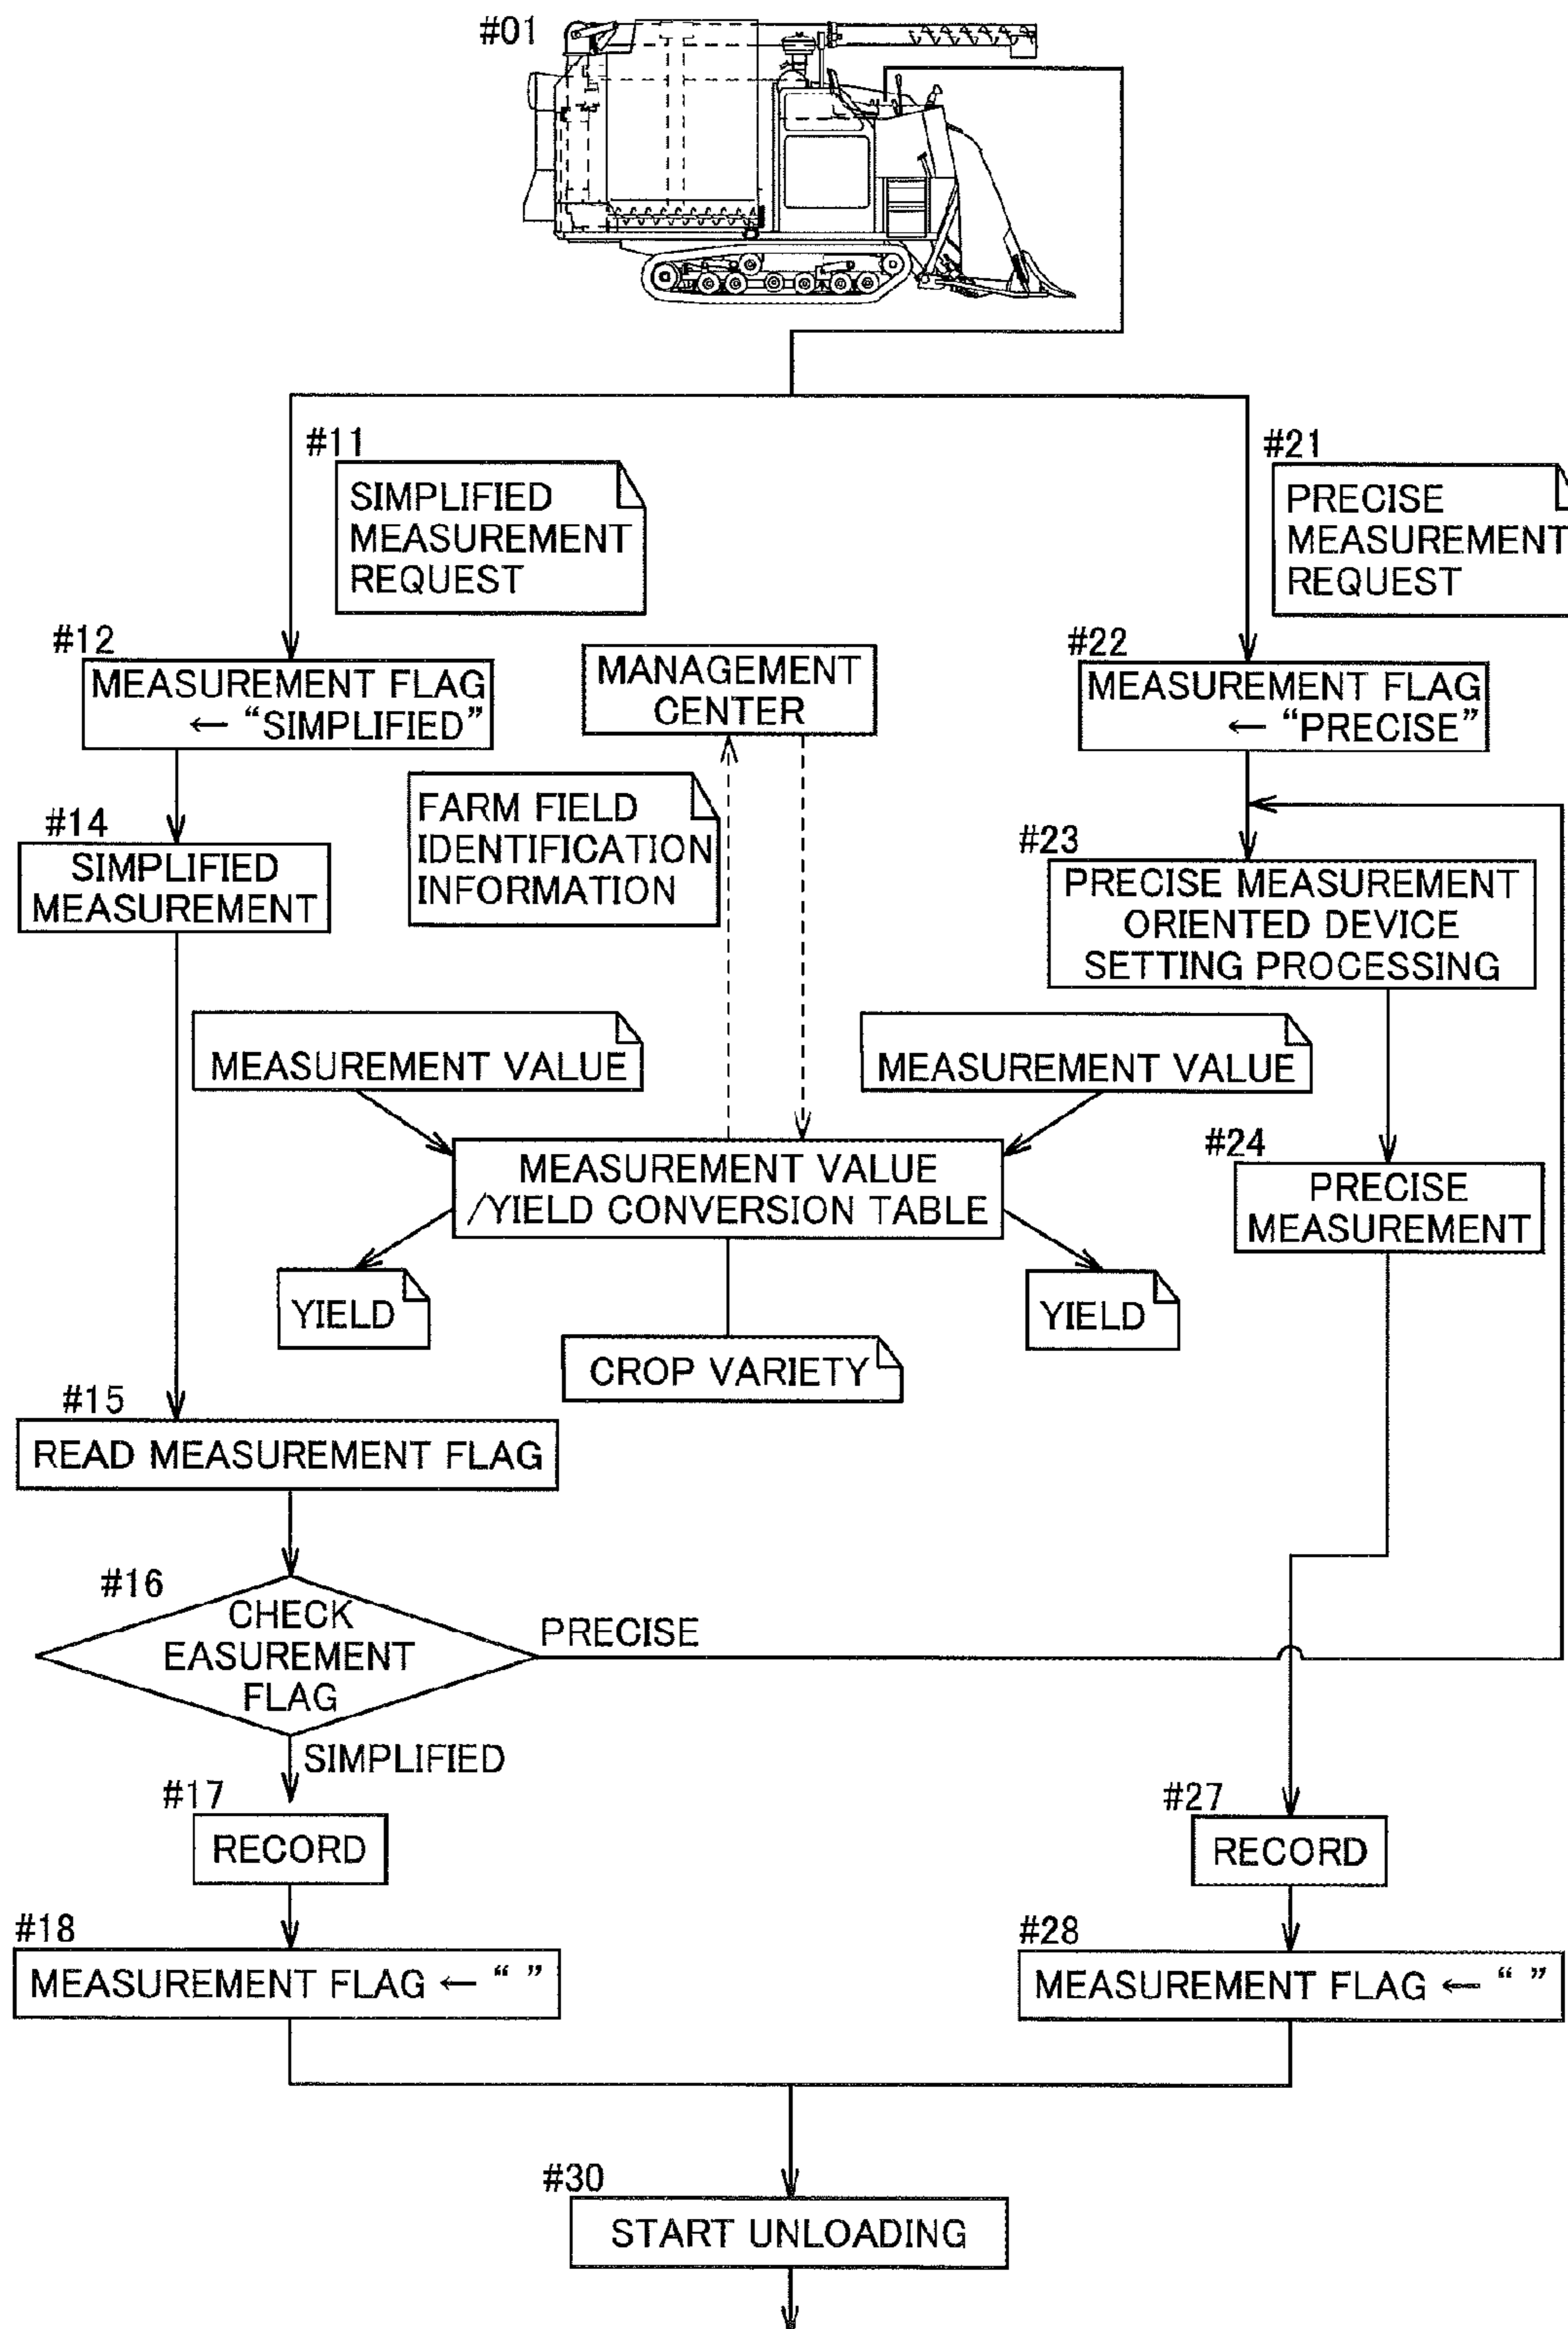 #01
#11
SIMPLIFIED
MEASUREMENT
REQUEST
#21
PRECISE
MEASUREMENT
REQUEST
#12
MEASUREMENT FLAG
← “SIMPLIFIED”
MANAGEMENT
CENTER
#22
MEASUREMENT FLAG
← “PRECISE”
#14
SIMPLIFIED
MEASUREMENT
FARM FIELD
IDENTIFICATION
INFORMATION
#23
PRECISE MEASUREMENT
ORIENTED DEVICE
SETTING PROCESSING
MEASUREMENT VALUE
MEASUREMENT VALUE
MEASUREMENT VALUE
/YIELD CONVERSION TABLE
#24
PRECISE
MEASUREMENT
YIELD
YIELD
CROP VARIETY
#15
READ MEASUREMENT FLAG
#16
CHECK
EASUREMENT
FLAG
PRECISE
SIMPLIFIED
#17
RECORD
#27
RECORD
#18
MEASUREMENT FLAG ← “ ”
#28
MEASUREMENT FLAG ← “ ”
#30
START UNLOADING